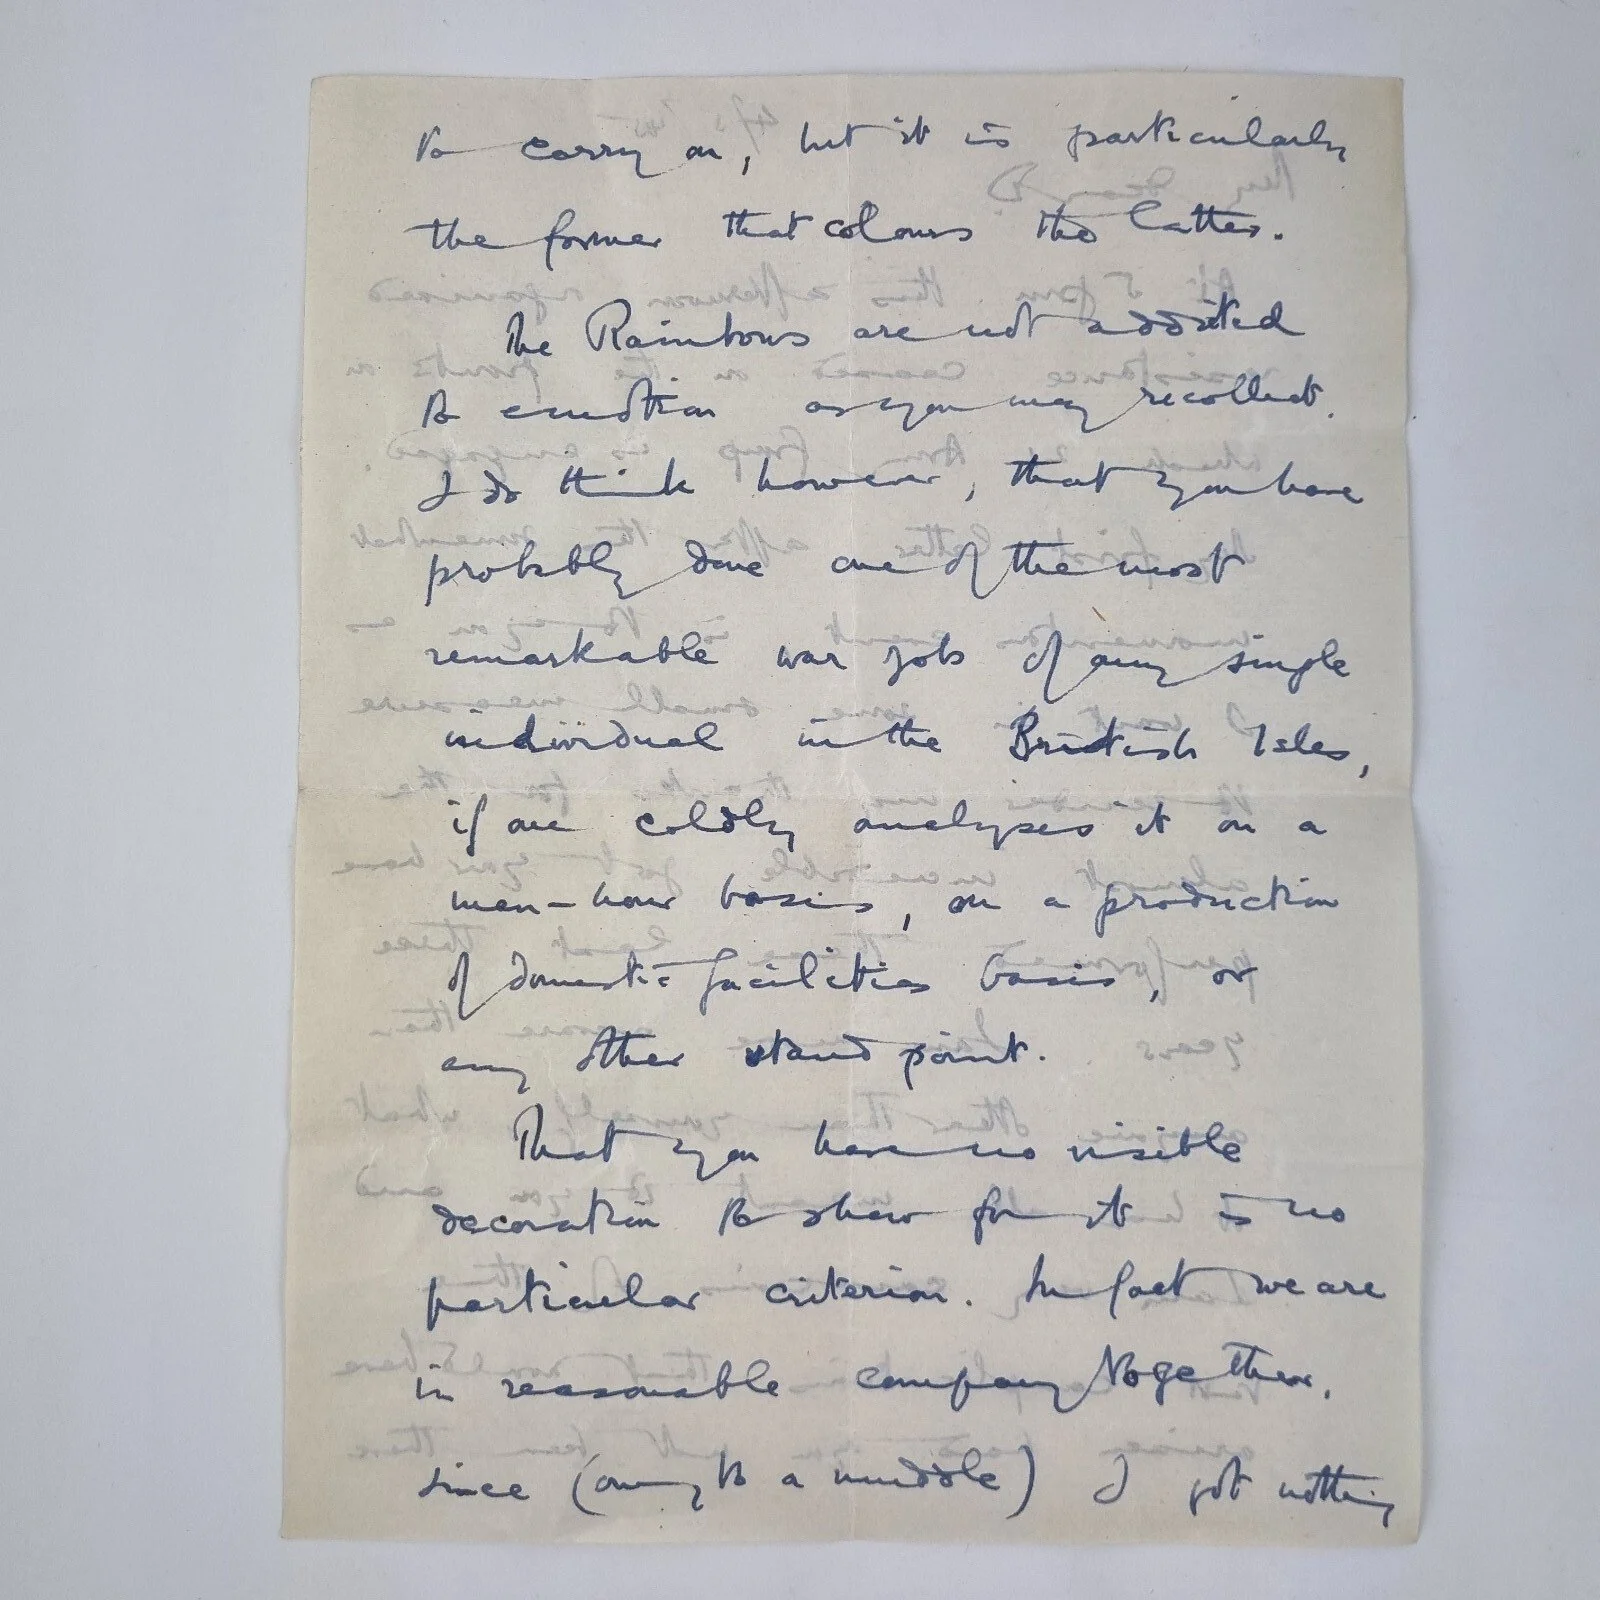 to carry on, but it is particularly
the former that colours the latter.
The Rainbows are not addicted
to emotion as you may recollect.
I do think however, that you have
probably done one of the most
remarkable war jobs of any single
individual in the British Isles,
if one coldly analyses it on a
man-hour basis, on a production
of domestic facilities basis, or
any other stand point.
That you have no visible
decoration to show for it is no
particular criterion. In fact we are
in reasonable company together,
since (owing to a muddle) I got nothing